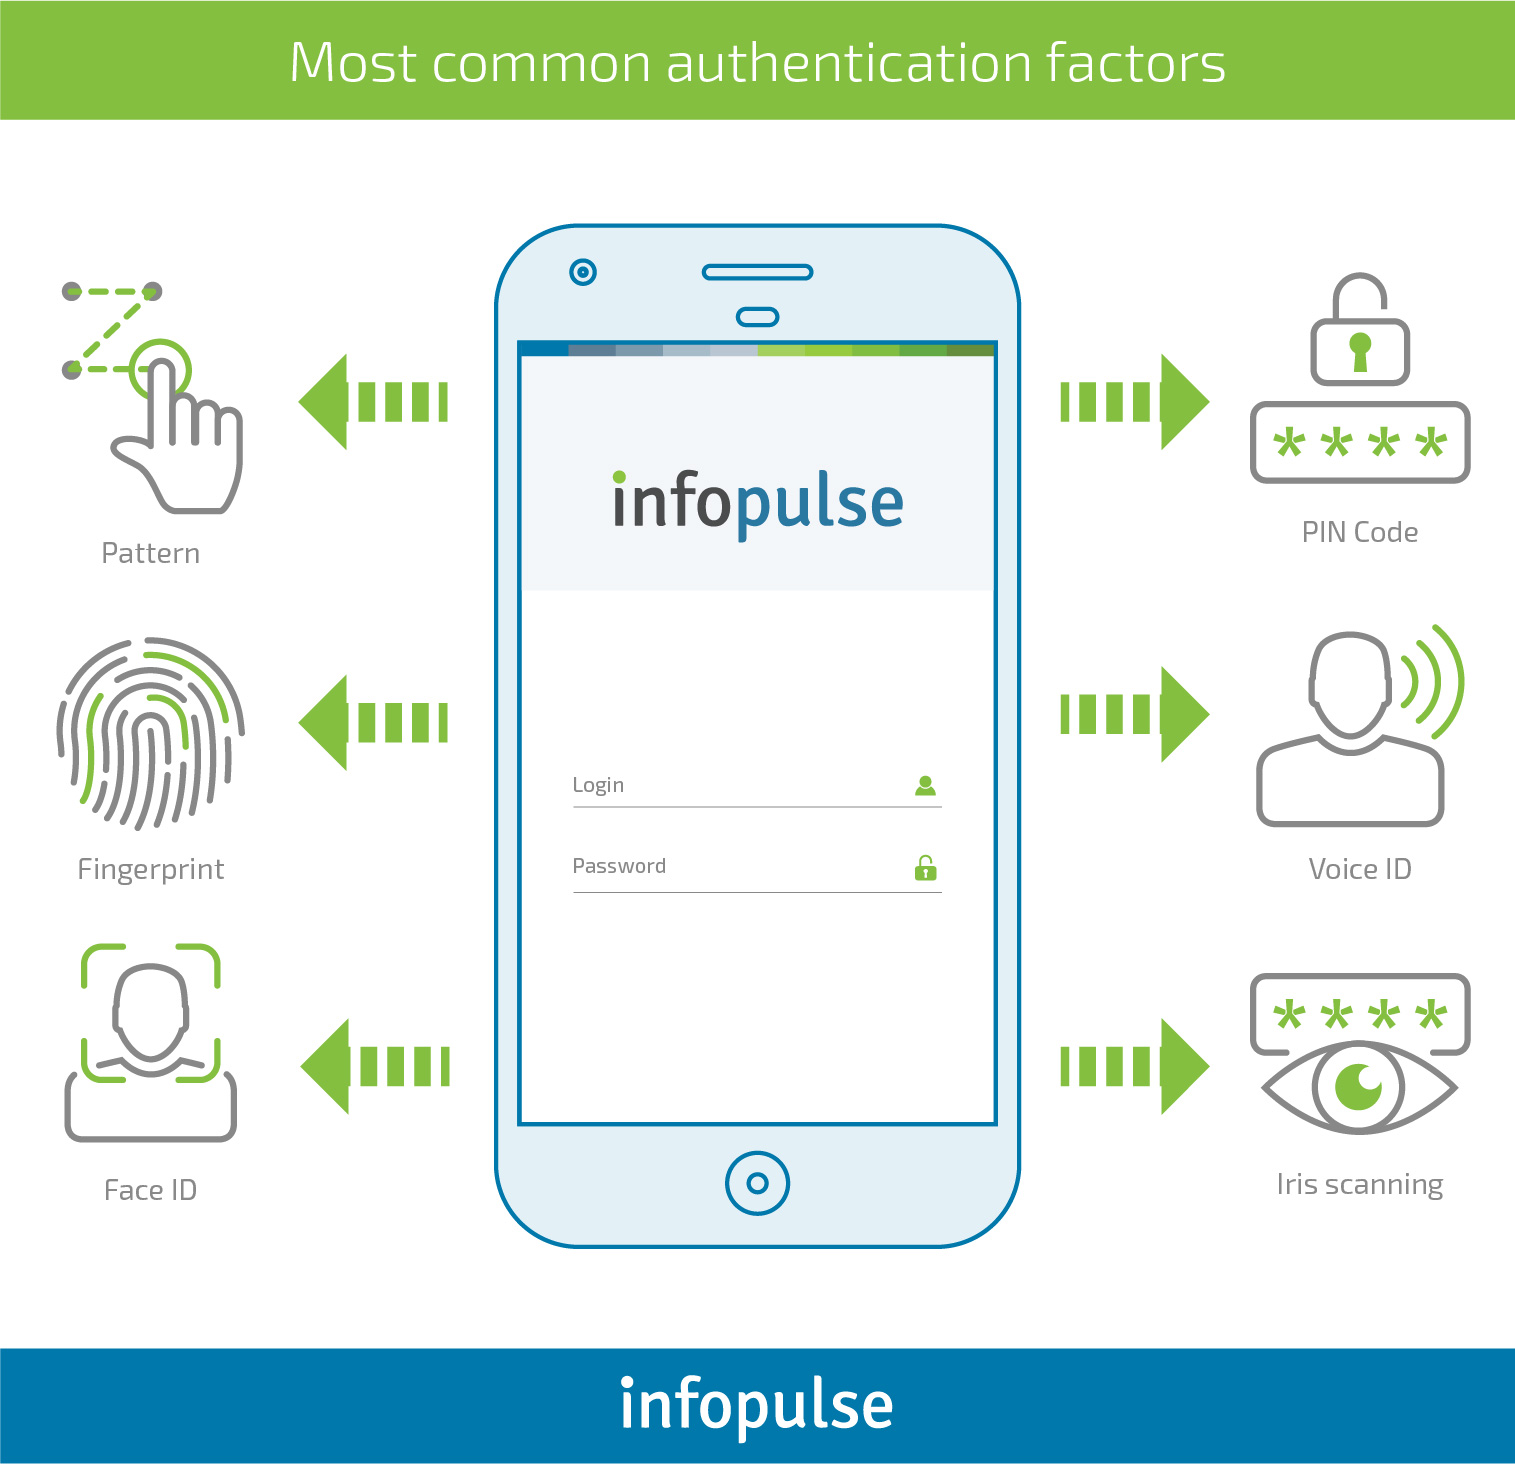 Most common authentication factors
Pattern
Fingerprint
Face ID
infopulse
Login
Password
* * * *
PIN Code
Voice ID
* * * *
Iris scanning
infopulse